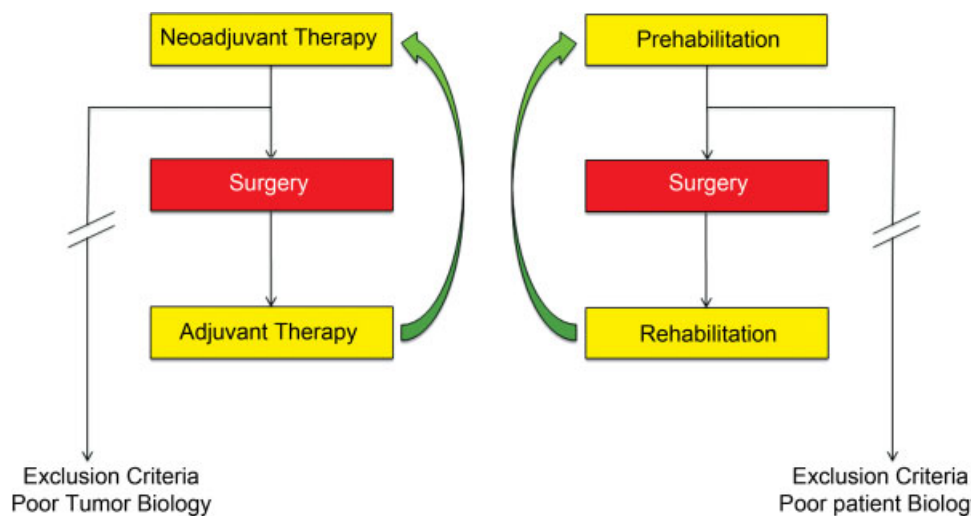 Neoadjuvant Therapy
Prehabilitation
Surgery
Surgery
Adjuvant Therapy
Rehabilitation
Exclusion Criteria
Poor Tumor Biology
Exclusion Criteria
Poor patient Biolog